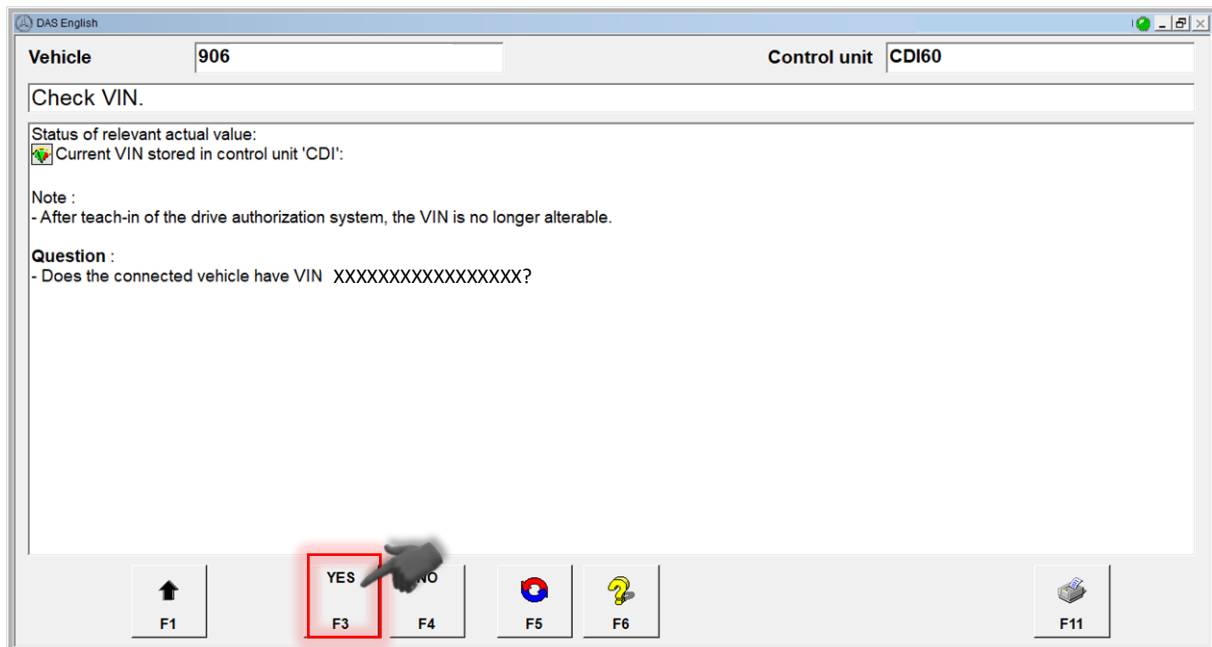 DAS English
Vehicle 906 Control unit CDI60
Check VIN.
Status of relevant actual value:
Current VIN stored in control unit 'CDI':
Note :
- After teach-in of the drive authorization system, the VIN is no longer alterable.
Question :
- Does the connected vehicle have VIN XXXXXXXXXXXXXXXXX?
YES NO
F1 F3 F4 F5 F6 F11